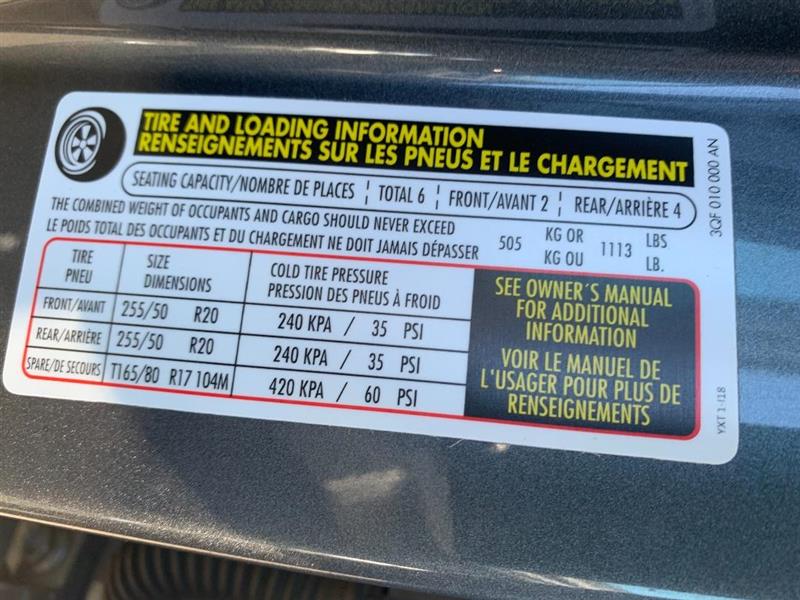 TIRE AND LOADING INFORMATION
RENSEIGNEMENTS SUR LES PNEUS ET LE CHARGEMENT
SEATING CAPACITY/NOMBRE DE PLACES TOTAL 6 FRONT/AVANT 2 REAR/ARRIÈRE 4
THE COMBINED WEIGHT OF OCCUPANTS AND CARGO SHOULD NEVER EXCEED
LE POIDS TOTAL DES OCCUPANTS ET DU CHARGEMENT NE DOIT JAMAIS DÉPASSER
505 KG OR 1113 LBS
KG OU LB.
TIRE SIZE COLD TIRE PRESSURE
PNEU DIMENSIONS PRESSION DES PNEUS À FROID
FRONT/AVANT 255/50 R20 240 KPA / 35 PSI
REAR/ARRIÈRE 255/50 R20 240 KPA / 35 PSI
SPARE/DE SECOURS T165/80 R17 104M 420 KPA / 60 PSI
SEE OWNER'S MANUAL
FOR ADDITIONAL
INFORMATION
VOIR LE MANUEL DE
L'USAGER POUR PLUS DE
RENSEIGNEMENTS
3QF 010 000 AN
YXT 1-I18